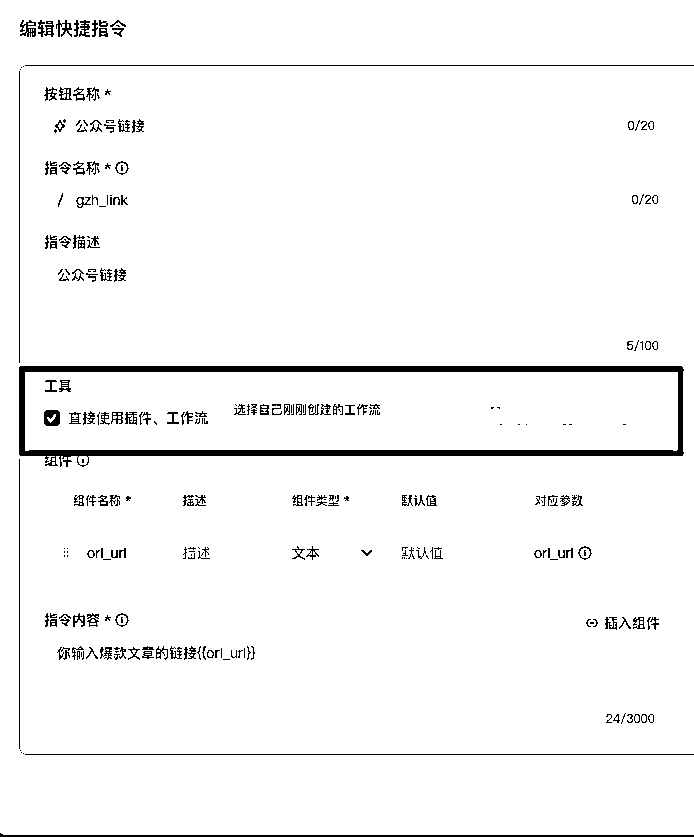 编辑快捷指令
按钮名称 *
公众号链接 0/20
指令名称 *
/ gzh_link 0/20
指令描述
公众号链接
5/100
工具
直接使用插件、工作流 选择自己刚刚创建的工作流
组件
组件名称 * 描述 组件类型 * 默认值 对应参数
orl_url 描述 文本 默认值 orl_url
指令内容 * 插入组件
你输入爆款文章的链接{{orl_url}}
24/3000